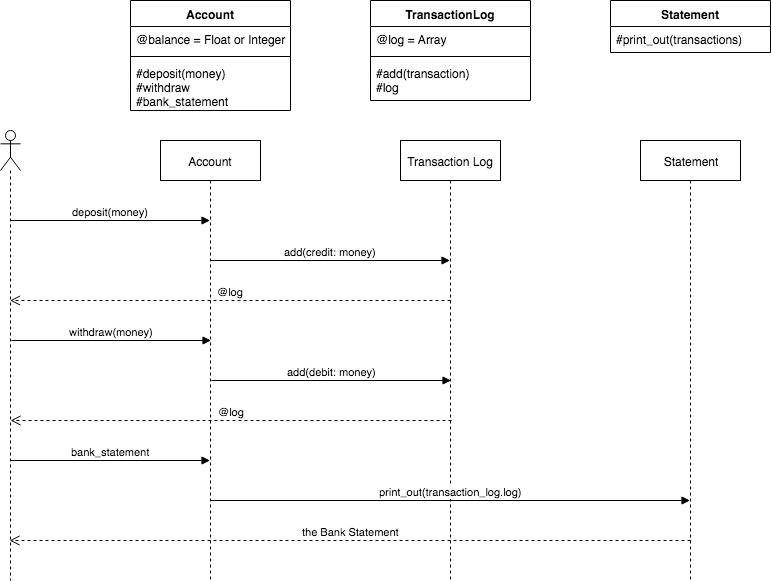 Account
@balance = Float or Integer
#deposit(money)
#withdraw
#bank_statement
TransactionLog
@log = Array
#add(transaction)
#log
Statement
#print_out(transactions)
Account
Transaction Log
Statement
deposit(money)
add(credit: money)
@log
withdraw(money)
add(debit: money)
@log
bank_statement
print_out(transaction_log.log)
the Bank Statement